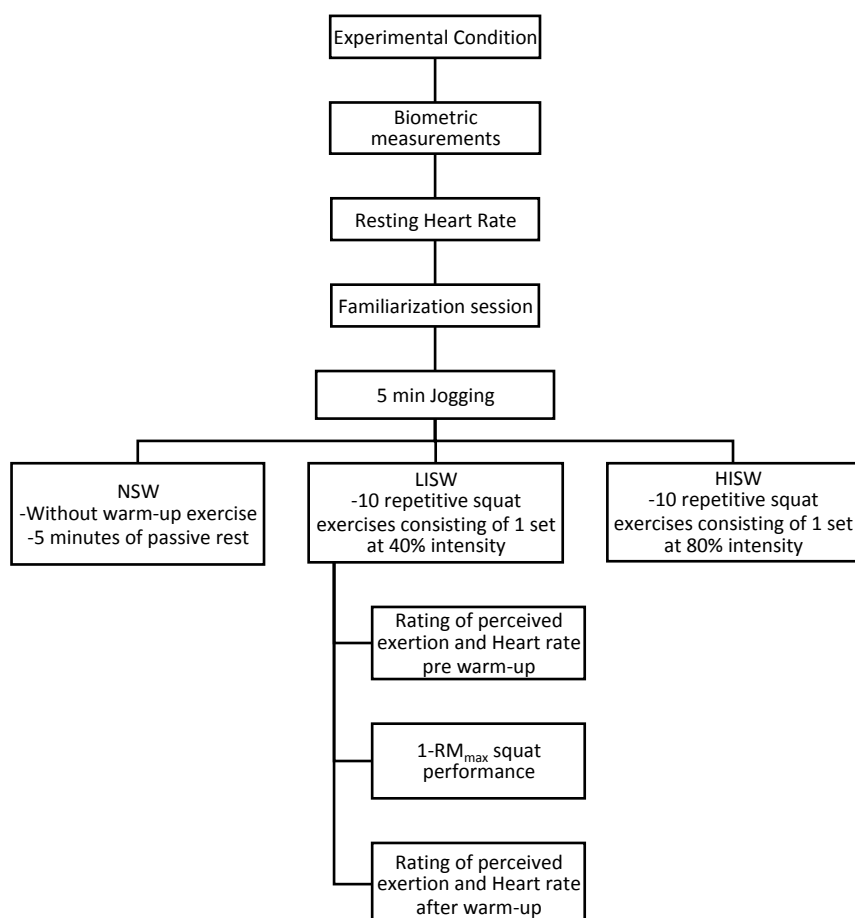 Experimental Condition
Biometric
measurements
Resting Heart Rate
Familiarization session
5 min Jogging
NSW
-Without warm-up exercise
-5 minutes of passive rest
LISW
-10 repetitive squat
exercises consisting of 1 set
at 40% intensity
HISW
-10 repetitive squat
exercises consisting of 1 set
at 80% intensity
Rating of perceived
exertion and Heart rate
pre warm-up
1-RMmax squat
performance
Rating of perceived
exertion and Heart rate
after warm-up